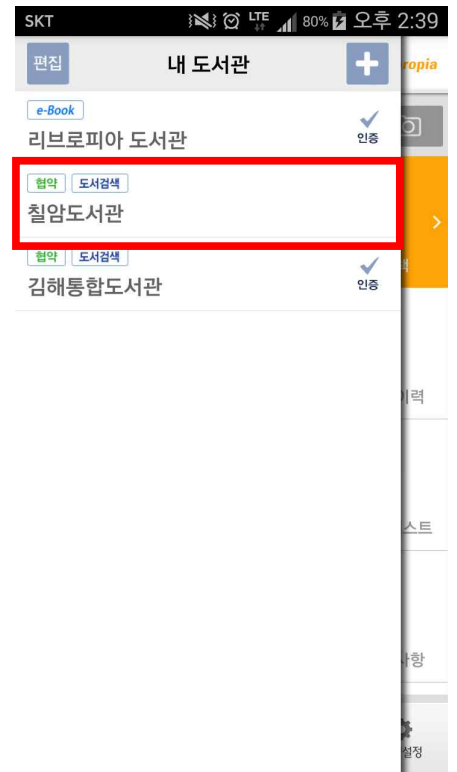 SKT LTE 80% 오후 2:39
편집 내 도서관 + ropia
e-Book
리브로피아 도서관 인증
협약 도서검색
칠암도서관
협약 도서검색
김해통합도서관 인증
이력
스트
사항
설정